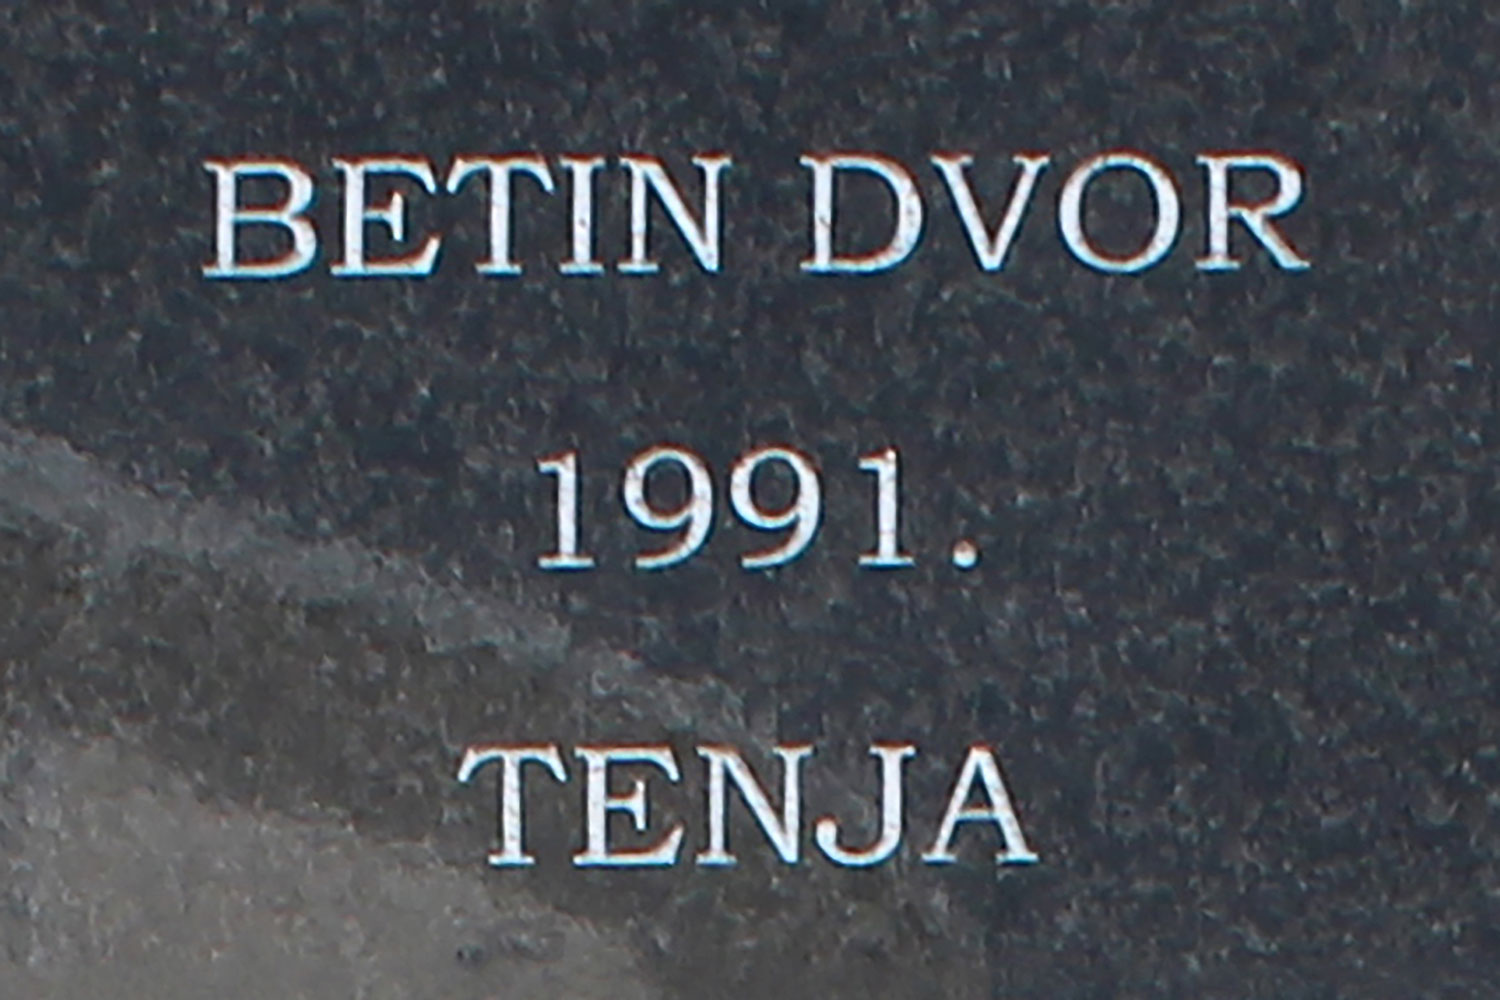 BETIN DVOR
1991.
TENJA